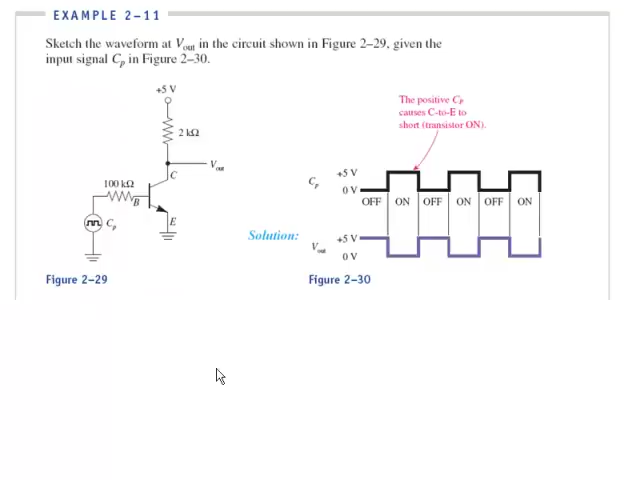 EXAMPLE 2–11
Sketch the waveform at Vout in the circuit shown in Figure 2–29, given the
input signal Cp in Figure 2–30.
+5 V
2 kΩ
Vout
C
100 kΩ
B
E
Cp
Figure 2–29
The positive Cp
causes C-to-E to
short (transistor ON).
Cp
+5 V
0 V
OFF ON OFF ON OFF ON
Solution:
Vout
+5 V
0 V
Figure 2–30